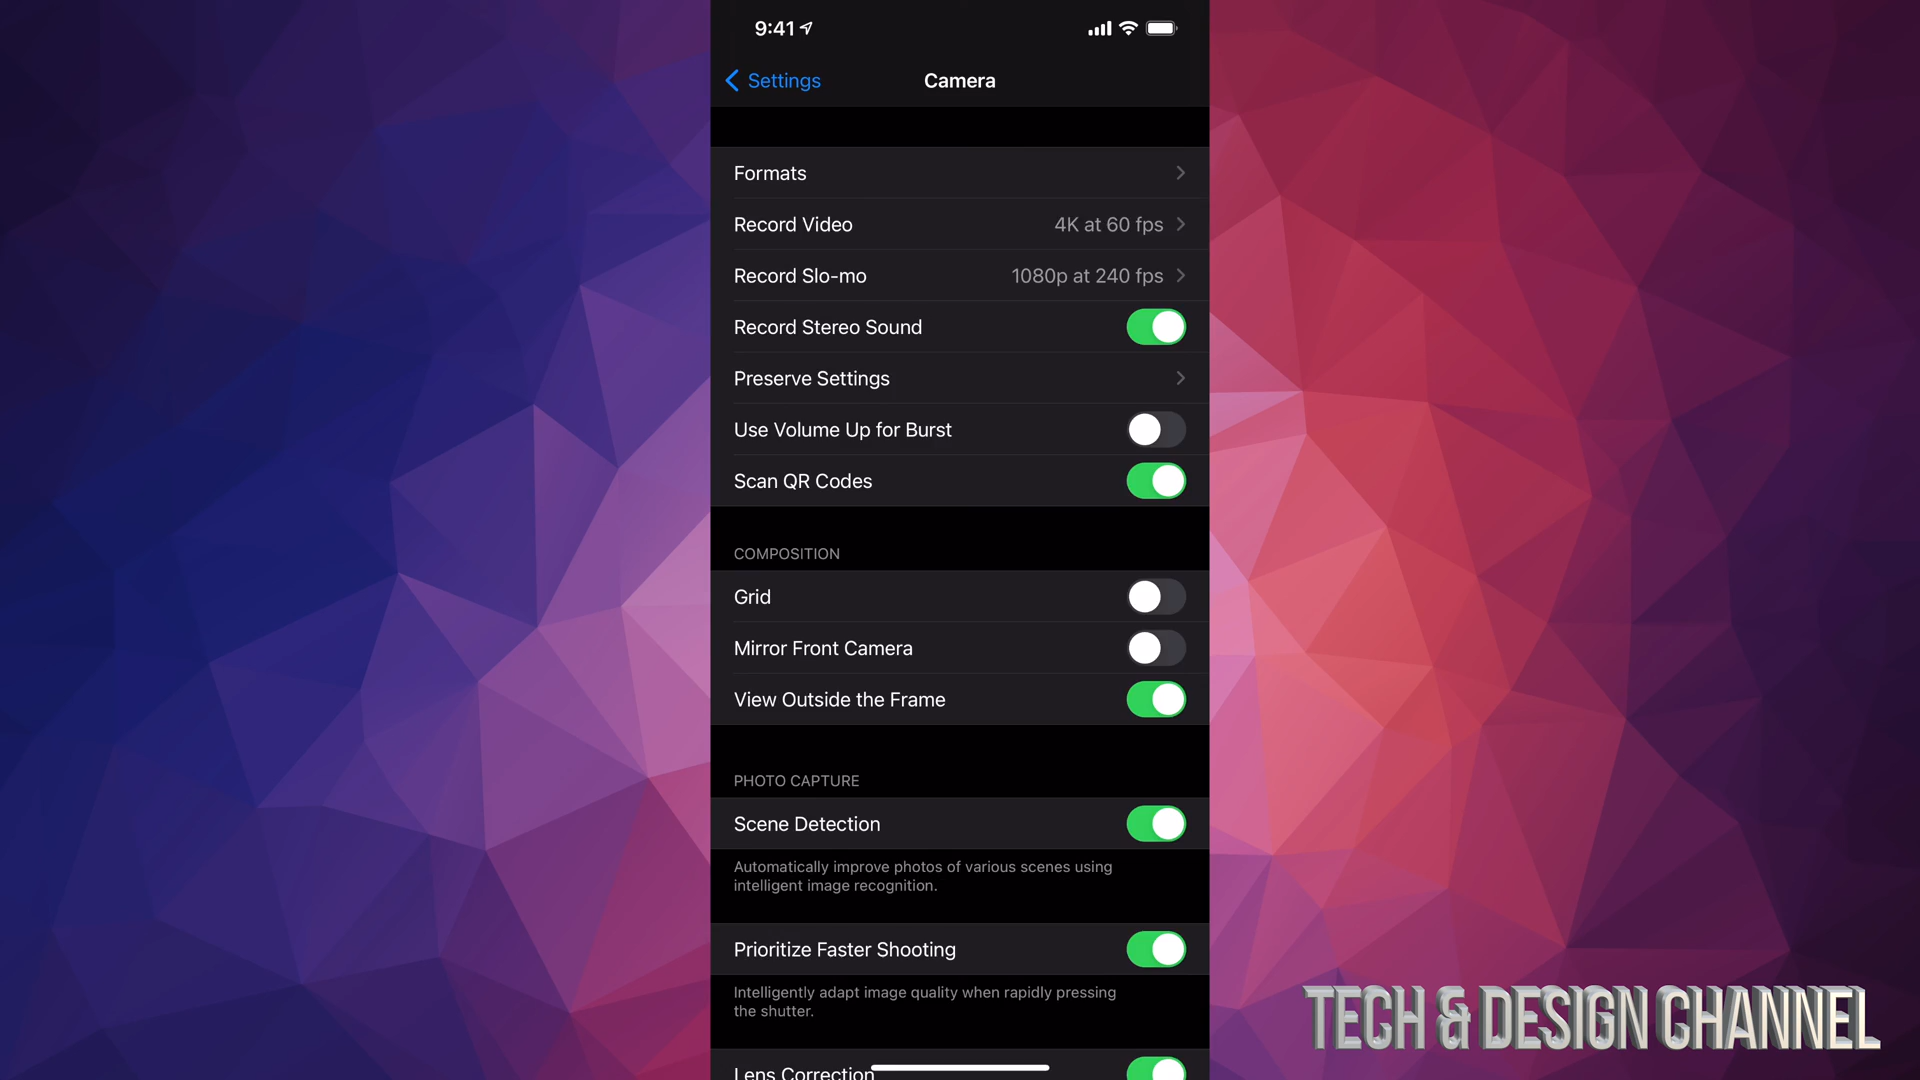 9:41
Settings
Camera
Formats
Record Video
4K at 60 fps
Record Slo-mo
1080p at 240 fps
Record Stereo Sound
Preserve Settings
Use Volume Up for Burst
Scan QR Codes
COMPOSITION
Grid
Mirror Front Camera
View Outside the Frame
PHOTO CAPTURE
Scene Detection
Automatically improve photos of various scenes using
intelligent image recognition.
Prioritize Faster Shooting
Intelligently adapt image quality when rapidly pressing
the shutter.
Lens Correction
TECH & DESIGN CHANNEL